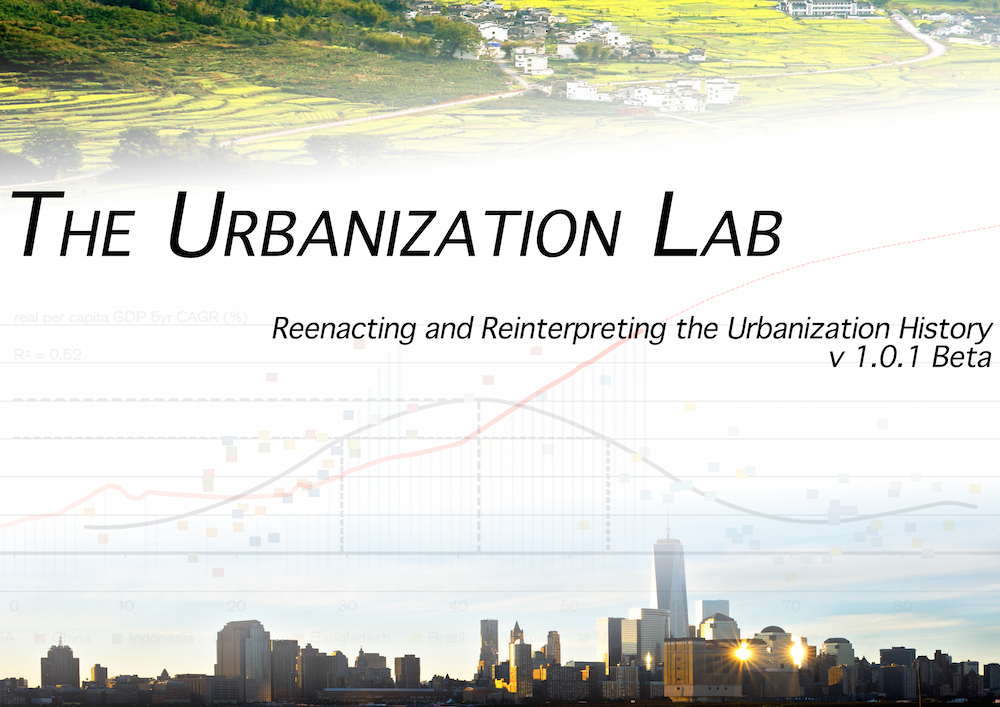 THE URBANIZATION LAB
real per capita GDP 5yr CAGR (%)
Reenacting and Reinterpreting the Urbanization History
R² = 0.52
v 1.0.1 Beta
0 10 20 30 40 50 70 80
China Indonesia Bangladesh Brazil